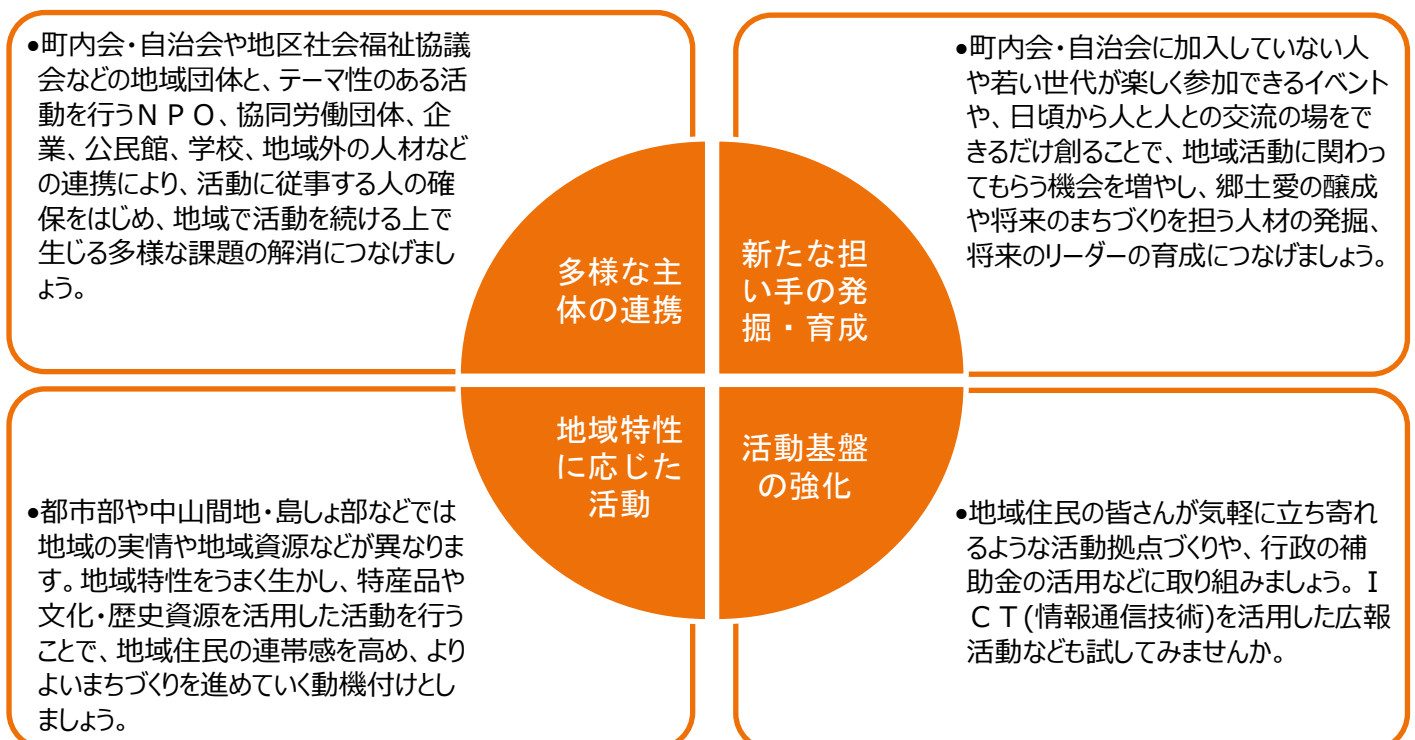 •町内会・自治会や地区社会福祉協議
会などの地域団体と、テーマ性のある活
動を行うＮＰＯ、協同労働団体、企
業、公民館、学校、地域外の人材など
の連携により、活動に従事する人の確
保をはじめ、地域で活動を続ける上で
生じる多様な課題の解消につなげまし
ょう。
•町内会・自治会に加入していない人
や若い世代が楽しく参加できるイベント
や、日頃から人と人との交流の場をで
きるだけ創ることで、地域活動に関わっ
てもらう機会を増やし、郷土愛の醸成
や将来のまちづくりを担う人材の発掘、
将来のリーダーの育成につなげましょう。
多様な主
体の連携
新たな担
い手の発
掘・育成
地域特性
に応じた
活動
活動基盤
の強化
•都市部や中山間地・島しょ部などでは
地域の実情や地域資源などが異なりま
す。地域特性をうまく生かし、特産品や
文化・歴史資源を活用した活動を行う
ことで、地域住民の連帯感を高め、より
よいまちづくりを進めていく動機付けとし
ましょう。
•地域住民の皆さんが気軽に立ち寄れ
るような活動拠点づくりや、行政の補
助金の活用などに取り組みましょう。Ｉ
ＣＴ(情報通信技術)を活用した広報
活動なども試してみませんか。